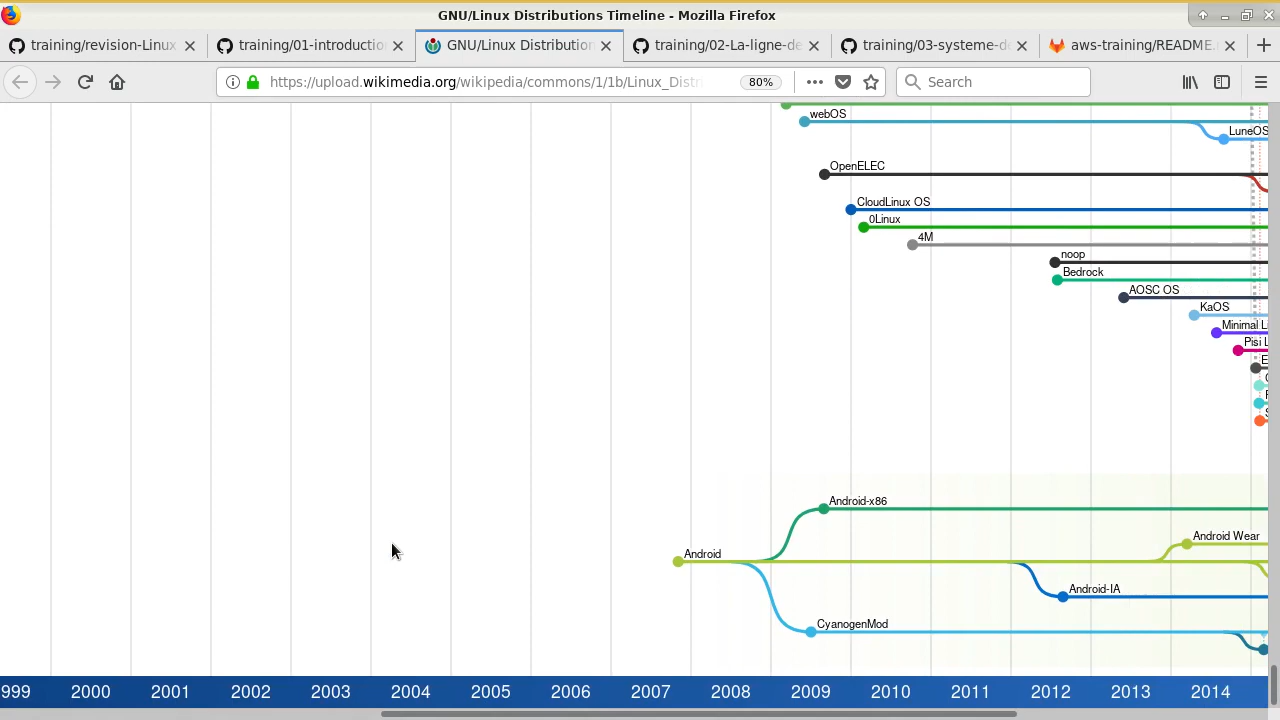 GNU/Linux Distributions Timeline - Mozilla Firefox
training/revision-Linux
training/01-introductio
GNU/Linux Distribution
training/02-La-ligne-de
training/03-systeme-d
aws-training/README.
https://upload.wikimedia.org/wikipedia/commons/1/1b/Linux_Distr
80%
Search
webOS
LuneOS
OpenELEC
CloudLinux OS
0Linux
4M
noop
Bedrock
AOSC OS
KaOS
Minimal L
Pisi L
E
Android-x86
Android Wear
Android
Android-IA
CyanogenMod
999 2000 2001 2002 2003 2004 2005 2006 2007 2008 2009 2010 2011 2012 2013 2014